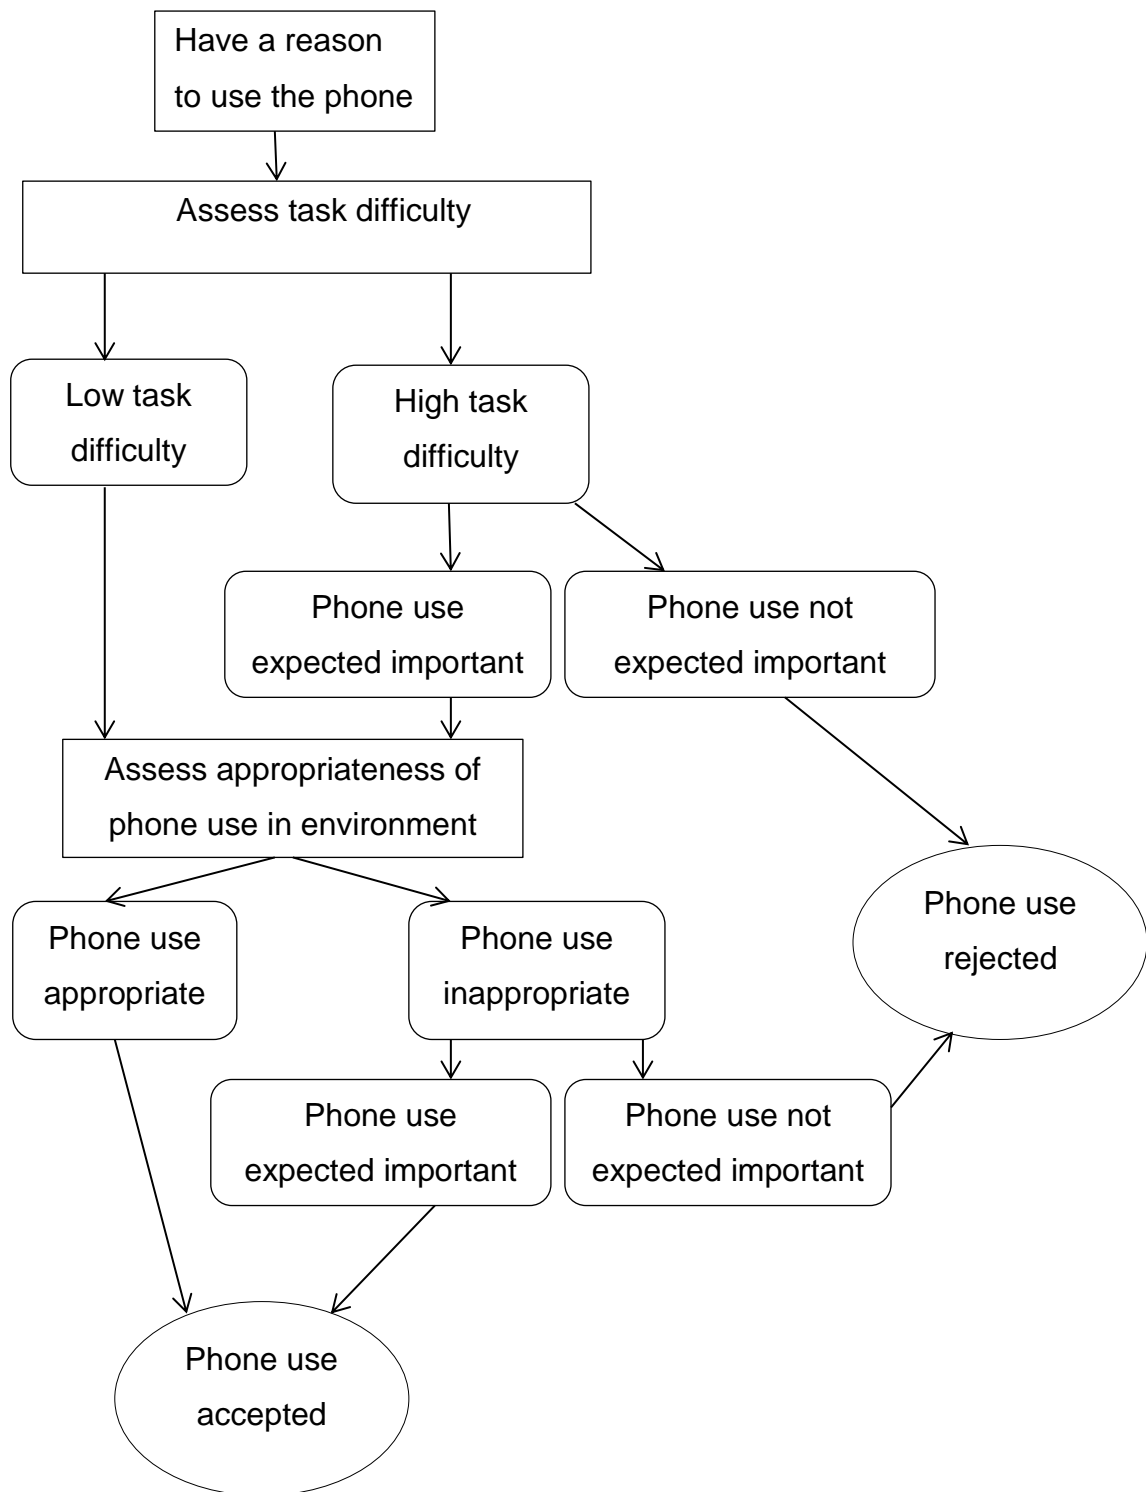 Have a reason
to use the phone
Assess task difficulty
Low task
difficulty
High task
difficulty
Phone use
expected important
Phone use not
expected important
Assess appropriateness of
phone use in environment
Phone use
appropriate
Phone use
inappropriate
Phone use
rejected
Phone use
expected important
Phone use not
expected important
Phone use
accepted